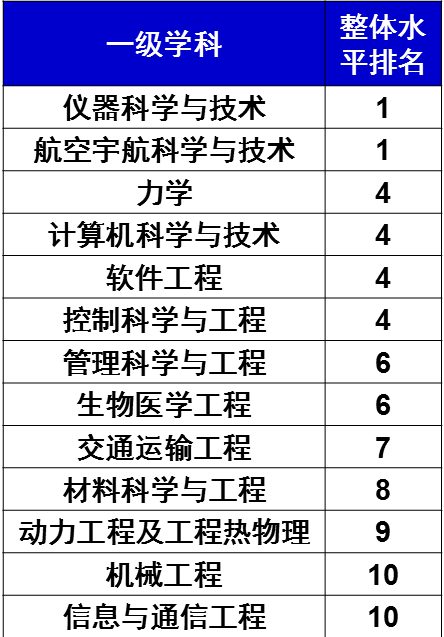 一级学科 整体水
平排名
仪器科学与技术 1
航空宇航科学与技术 1
力学 4
计算机科学与技术 4
软件工程 4
控制科学与工程 4
管理科学与工程 6
生物医学工程 6
交通运输工程 7
材料科学与工程 8
动力工程及工程热物理 9
机械工程 10
信息与通信工程 10